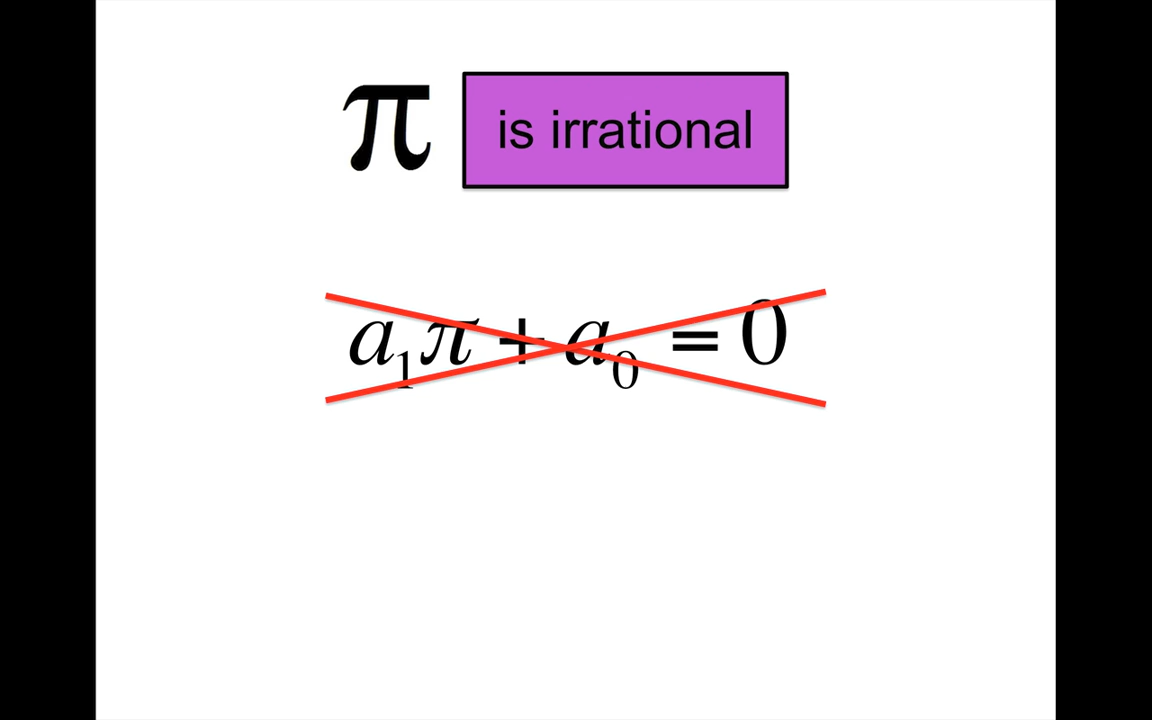 π is irrational
a₁π + a₀ = 0